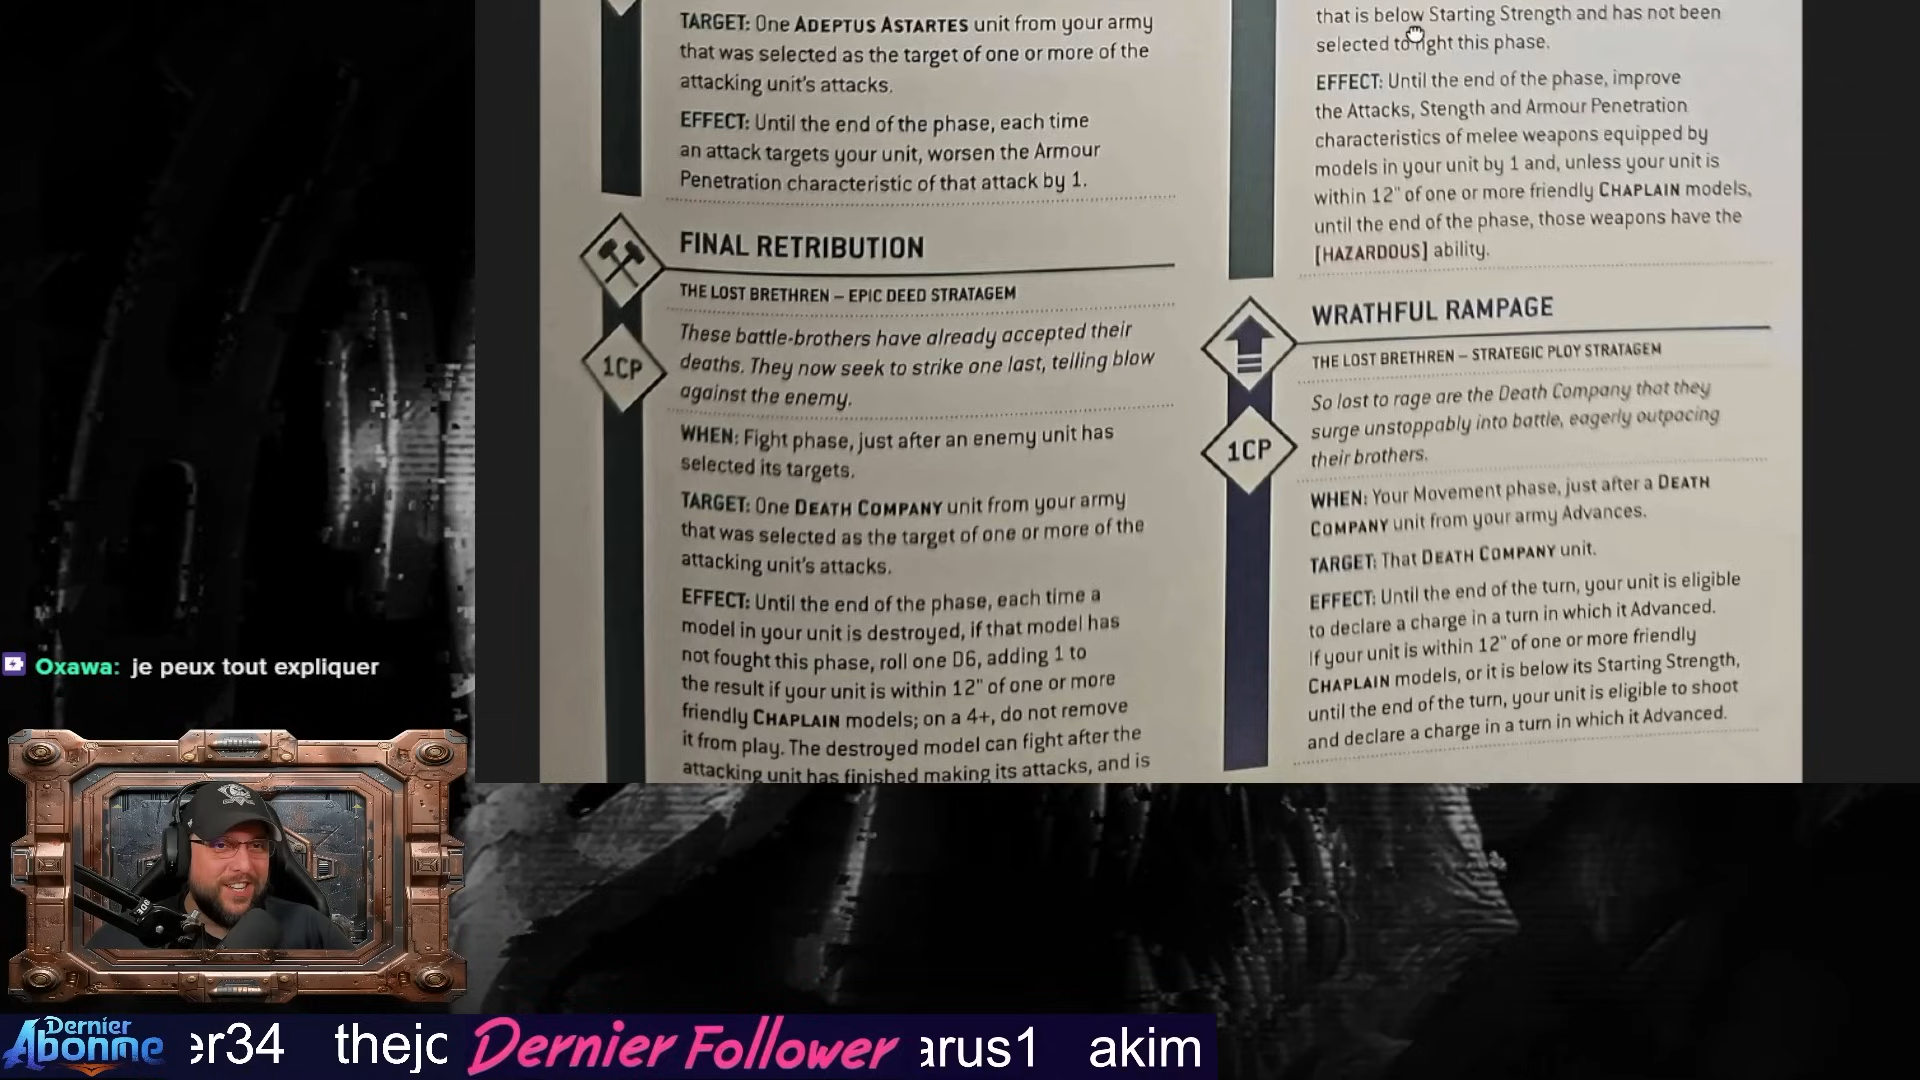 TARGET: One ADEPTUS ASTARTES unit from your army
that was selected as the target of one or more of the
attacking unit's attacks.
EFFECT: Until the end of the phase, each time
an attack targets your unit, worsen the Armour
Penetration characteristic of that attack by 1.
FINAL RETRIBUTION
THE LOST BRETHREN – EPIC DEED STRATAGEM
1CP
These battle-brothers have already accepted their
deaths. They now seek to strike one last, telling blow
against the enemy.
WHEN: Fight phase, just after an enemy unit has
selected its targets.
TARGET: One DEATH COMPANY unit from your army
that was selected as the target of one or more of the
attacking unit's attacks.
EFFECT: Until the end of the phase, each time a
model in your unit is destroyed, if that model has
not fought this phase, roll one D6, adding 1 to
the result if your unit is within 12" of one or more
friendly CHAPLAIN models; on a 4+, do not remove
it from play. The destroyed model can fight after the
attacking unit has finished making its attacks, and is
that is below Starting Strength and has not been
selected to fight this phase.
EFFECT: Until the end of the phase, improve
the Attacks, Stength and Armour Penetration
characteristics of melee weapons equipped by
models in your unit by 1 and, unless your unit is
within 12" of one or more friendly CHAPLAIN models,
until the end of the phase, those weapons have the
[HAZARDOUS] ability.
WRATHFUL RAMPAGE
THE LOST BRETHREN – STRATEGIC PLOY STRATAGEM
1CP
So lost to rage are the Death Company that they
surge unstoppably into battle, eagerly outpacing
their brothers.
WHEN: Your Movement phase, just after a DEATH
COMPANY unit from your army Advances.
TARGET: That DEATH COMPANY unit.
EFFECT: Until the end of the turn, your unit is eligible
to declare a charge in a turn in which it Advanced.
If your unit is within 12" of one or more friendly
CHAPLAIN models, or it is below its Starting Strength,
until the end of the turn, your unit is eligible to shoot
and declare a charge in a turn in which it Advanced.
Oxawa: je peux tout expliquer
Dernier
Abonné
er34 thejc
Dernier Follower
arus1 akim